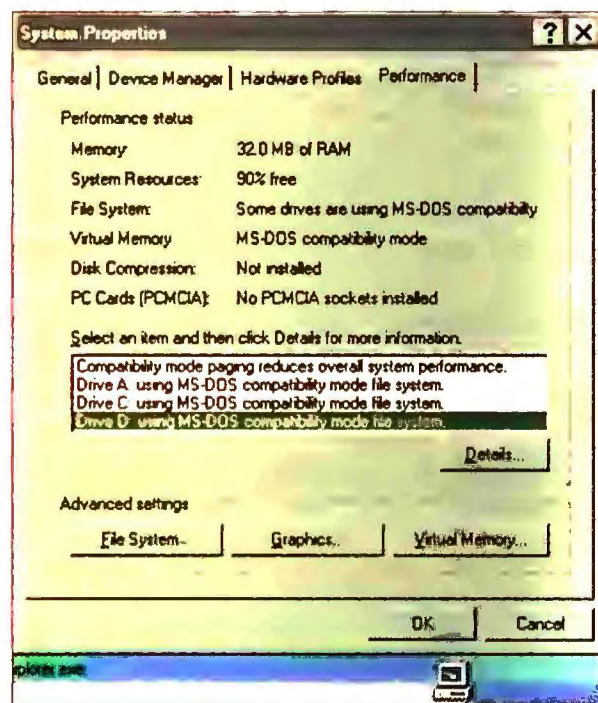 System Properties
General Device Manager Hardware Profiles Performance
Performance status
Memory: 32.0 MB of RAM
System Resources: 90% free
File System: Some drives are using MS-DOS compatibility
Virtual Memory MS-DOS compatibility mode
Disk Compression: Not installed
PC Cards (PCMCIA): No PCMCIA sockets installed
Select an item and then click Details for more information.
Compatibility mode paging reduces overall system performance.
Drive A: using MS-DOS compatibility mode file system.
Drive C: using MS-DOS compatibility mode file system.
Drive D: using MS-DOS compatibility mode file system.
Details...
Advanced settings
File System... Graphics... Virtual Memory...
OK Cancel
plorer.exe